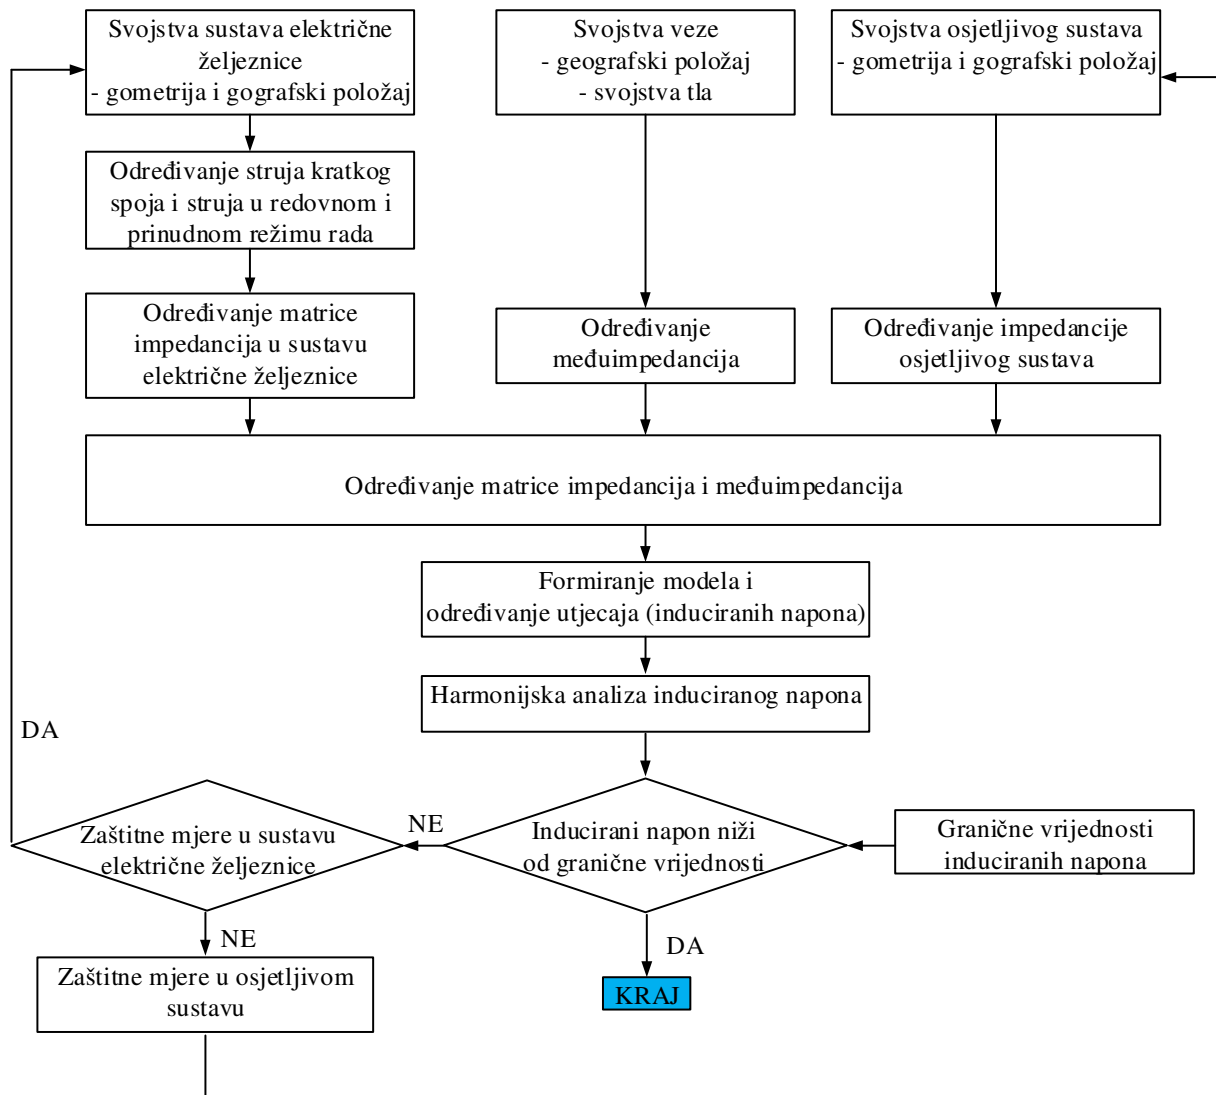 Svojstva sustava električne
željeznice
- gometrija i gografski položaj
Svojstva veze
- geografski položaj
- svojstva tla
Svojstva osjetljivog sustava
- gometrija i gografski položaj
Određivanje struja kratkog
spoja i struja u redovnom i
prinudnom režimu rada
Određivanje matrice
impedancija u sustavu
električne željeznice
Određivanje
međuimpedancija
Određivanje impedancije
osjetljivog sustava
Određivanje matrice impedancija i međuimpedancija
Formiranje modela i
određivanje utjecaja (induciranih napona)
Harmonijska analiza induciranog napona
DA
Zaštitne mjere u sustavu
električne željeznice
NE
Inducirani napon niži
od granične vrijednosti
Granične vrijednosti
induciranih napona
NE
DA
Zaštitne mjere u osjetljivom
sustavu
KRAJ